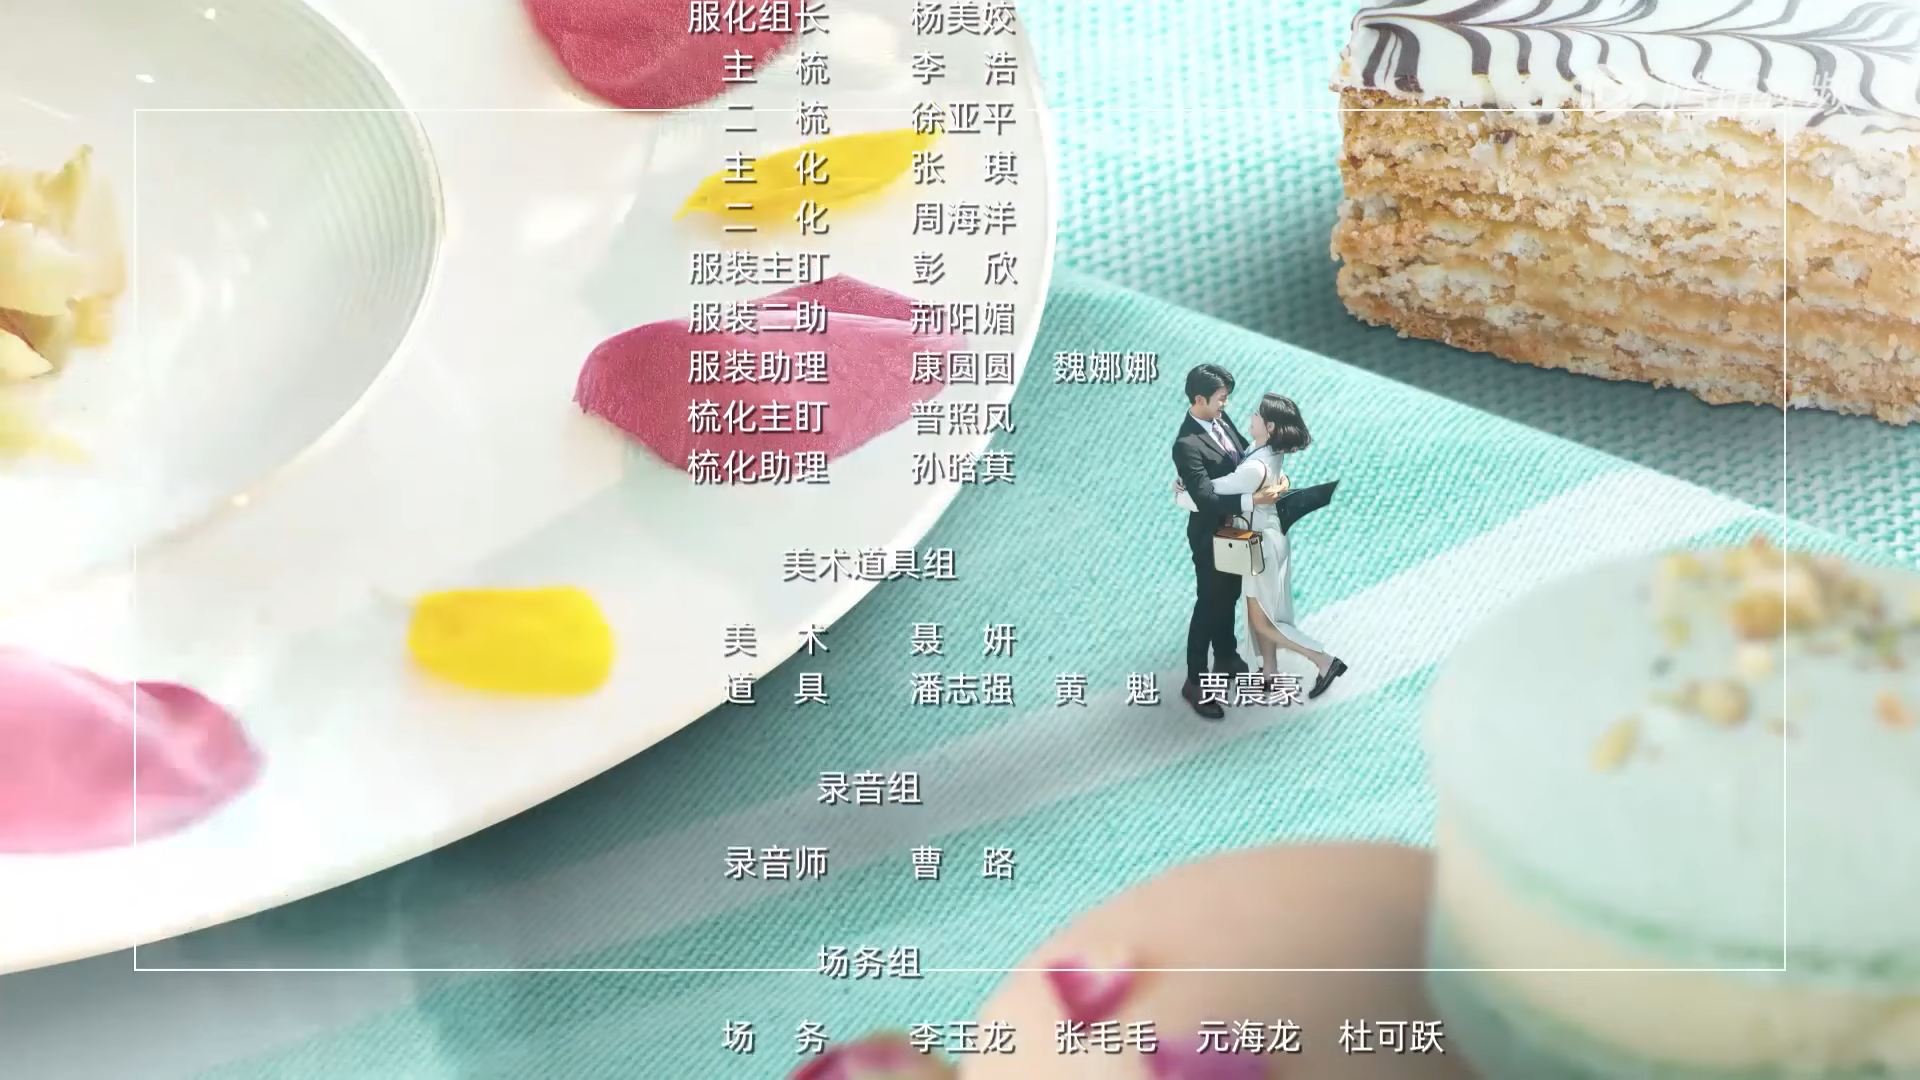 服化组长 杨美姣
主 梳 李 浩
二 梳 徐亚平
主 化 张 琪
二 化 周海洋
服装主盯 彭 欣
服装二助 荊阳媚
服装助理 康圆圆 魏娜娜
梳化主盯 普照凤
梳化助理 孙晗萁
美术道具组
美 术 聂 妍
道 具 潘志强 黄 魁 贾震豪
录音组
录音师 曹 路
场务组
场 务 李玉龙 张毛毛 元海龙 杜可跃